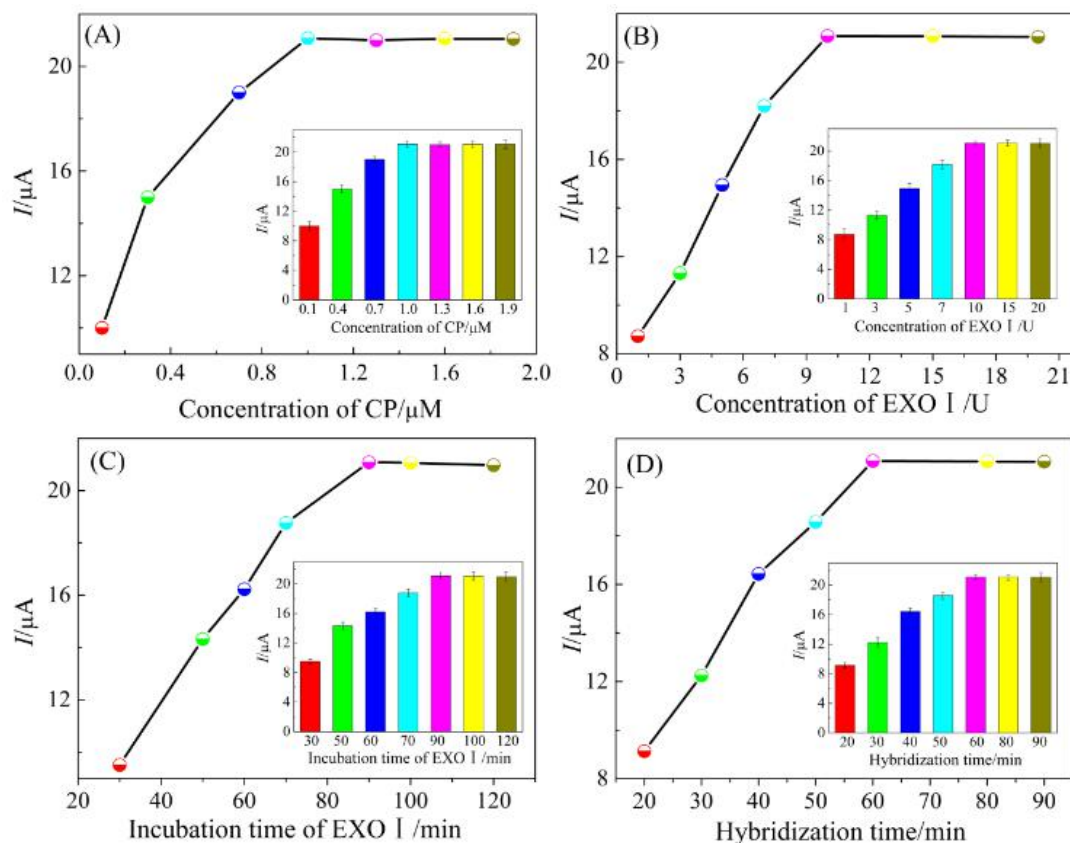 (A)
I/μA
20
16
12
0.0 0.4 0.8 1.2 1.6 2.0
Concentration of CP/μM
I/μA
20
16
12
8
4
0
0.1 0.4 0.7 1.0 1.3 1.6 1.9
Concentration of CP/μM
(B)
I/μA
20
16
12
8
3 6 9 12 15 18 21
Concentration of EXO Ⅰ/U
I/μA
20
16
12
8
4
0
1 3 5 7 10 15 20
Concentration of EXO Ⅰ/U
(C)
I/μA
20
16
12
20 40 60 80 100 120
Incubation time of EXO Ⅰ/min
I/μA
20
16
12
8
4
0
30 50 60 70 90 100 120
Incubation time of EXO Ⅰ/min
(D)
I/μA
20
16
12
8
20 30 40 50 60 70 80 90
Hybridization time/min
I/μA
20
16
12
8
4
0
20 30 40 50 60 80 90
Hybridization time/min